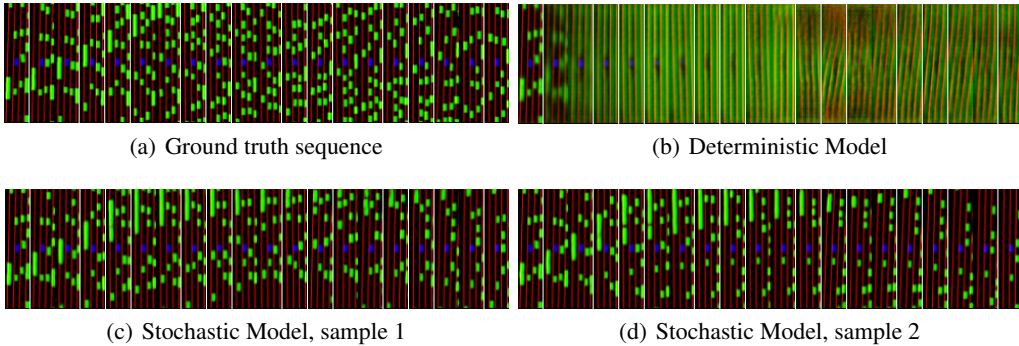 (a) Ground truth sequence
(b) Deterministic Model
(c) Stochastic Model, sample 1
(d) Stochastic Model, sample 2